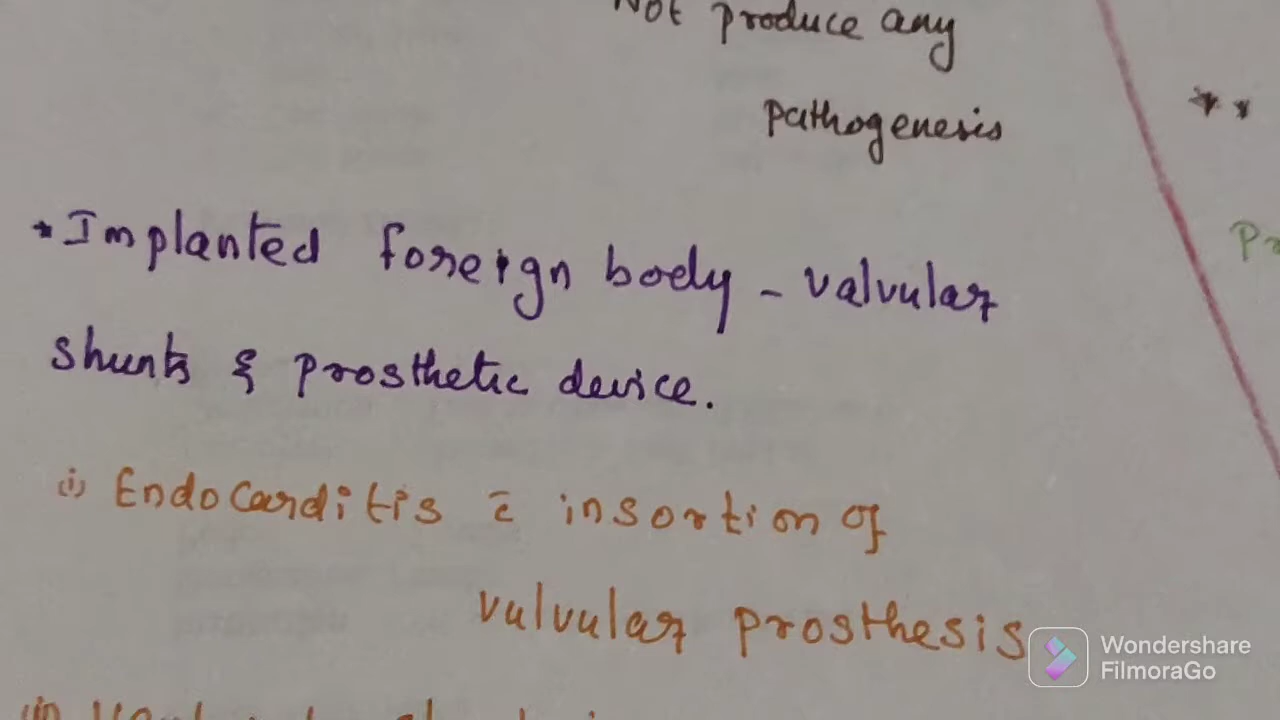 Not produce any
pathogenesis
**
*Implanted foreign body - valvular
shunts & prosthetic device.
(i) Endocarditis c̄ insortion of
valvular prosthesis
Wondershare
FilmoraGo